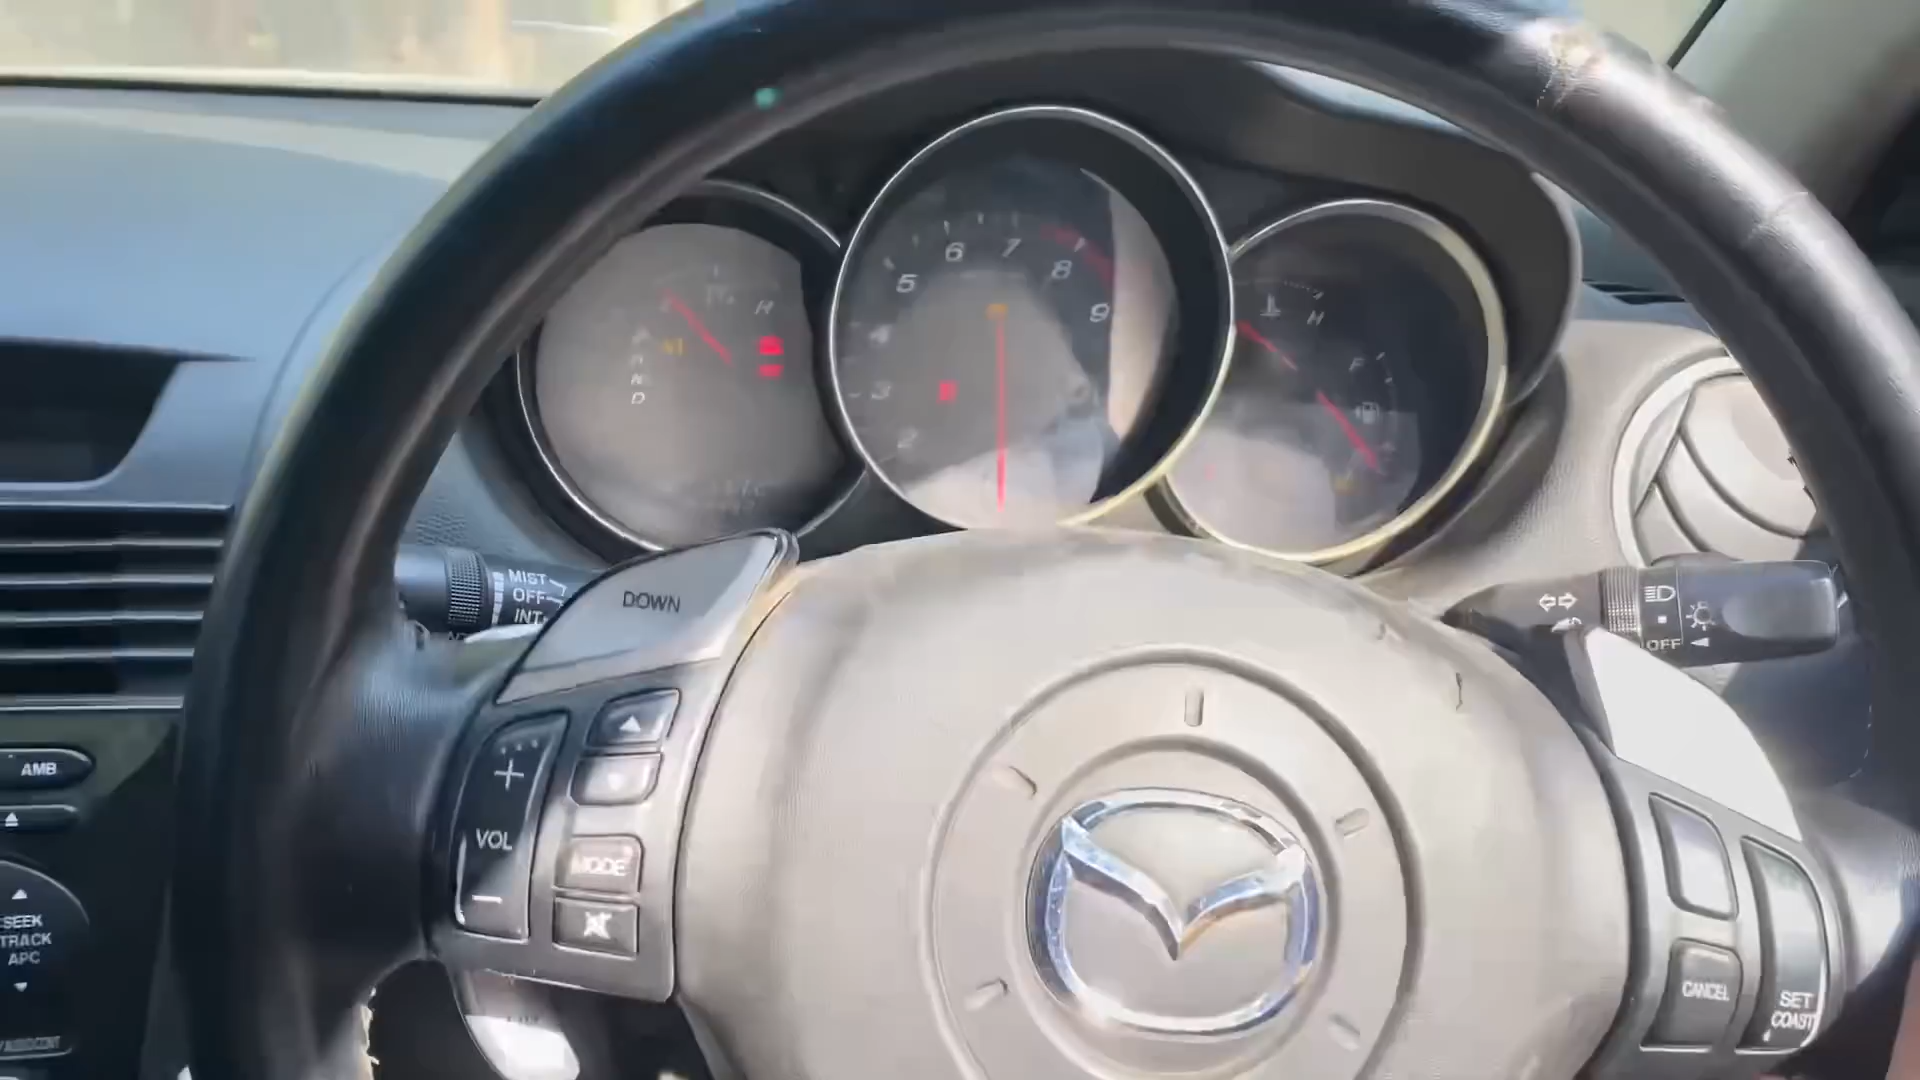 H
N
D
5
6
7
8
9
4
3
2
H
F
MIST
OFF
INT
DOWN
OFF
AMB
VOL
MODE
SEEK
TRACK
APC
CANCEL
SET
COAST